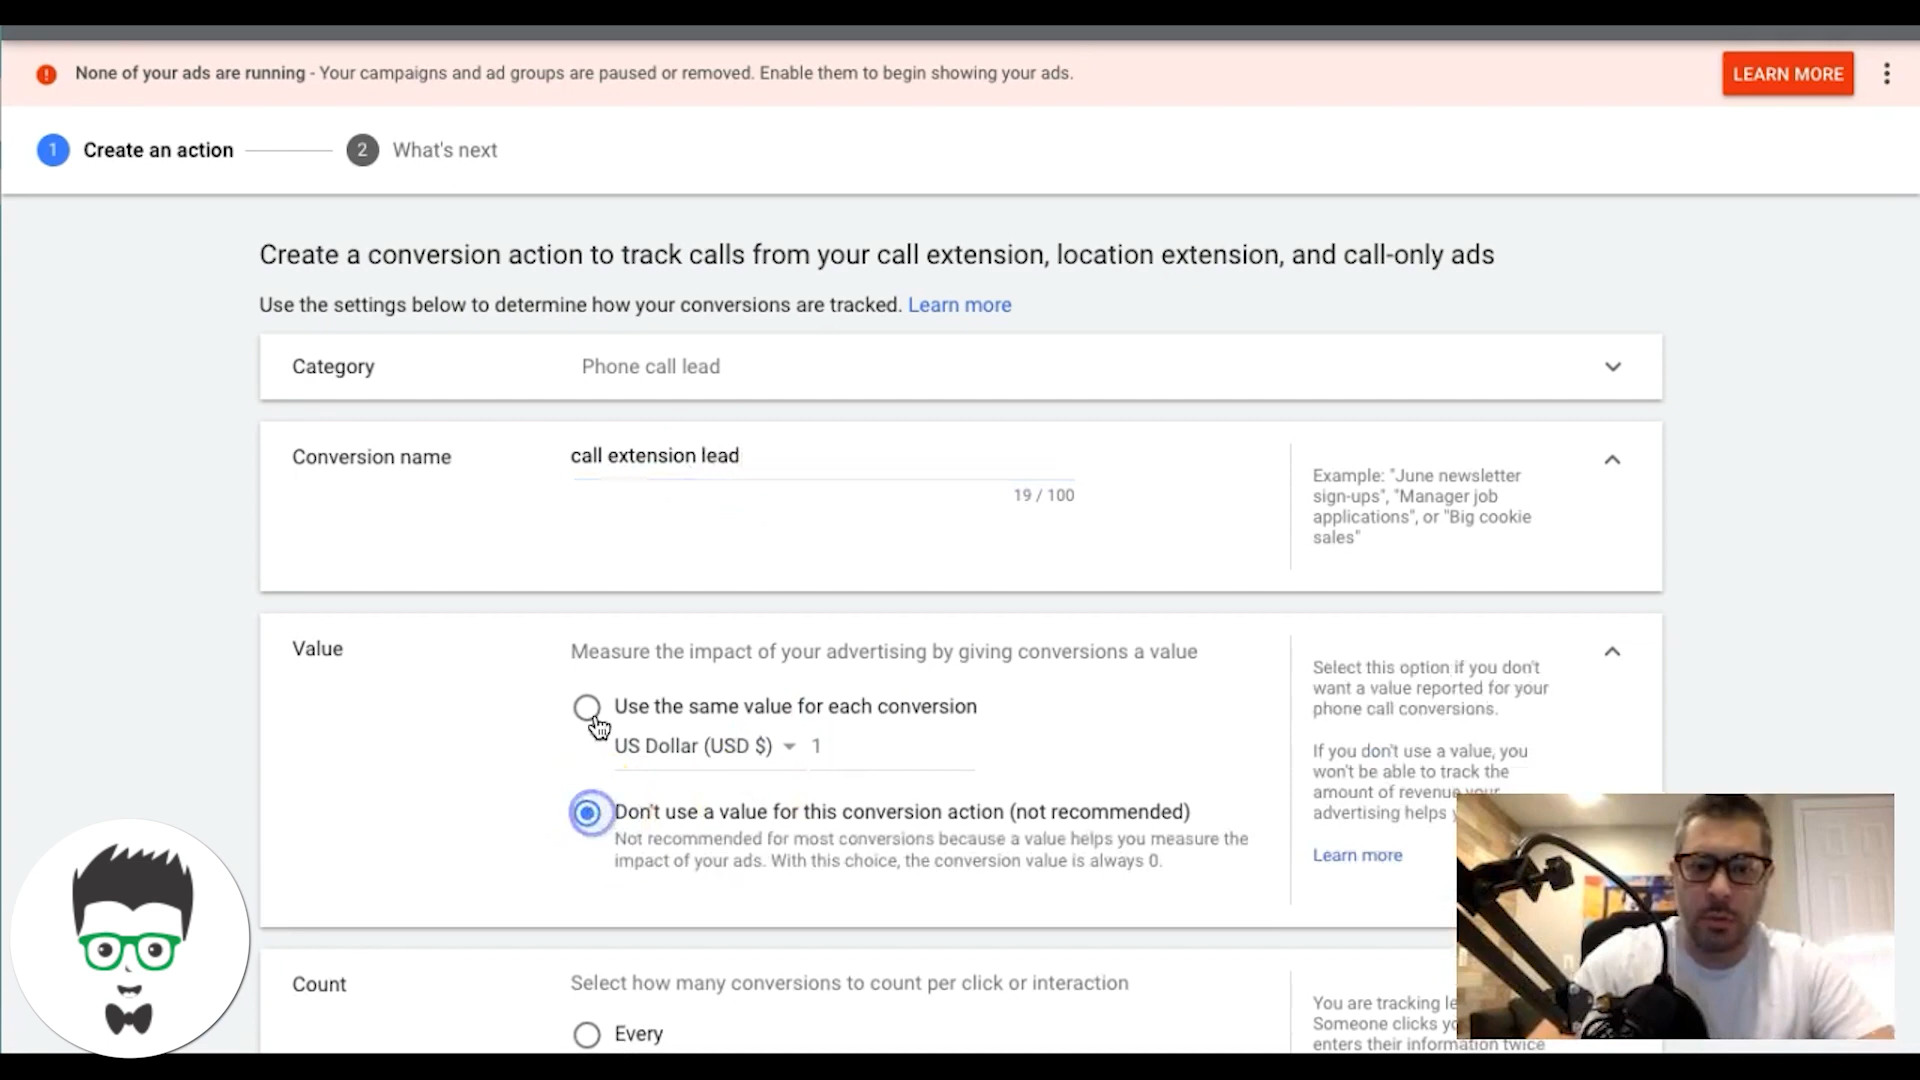 None of your ads are running - Your campaigns and ad groups are paused or removed. Enable them to begin showing your ads.
LEARN MORE
1 Create an action
2 What's next
Create a conversion action to track calls from your call extension, location extension, and call-only ads
Use the settings below to determine how your conversions are tracked. Learn more
Category
Phone call lead
Conversion name
call extension lead
19 / 100
Example: "June newsletter
sign-ups", "Manager job
applications", or "Big cookie
sales"
Value
Measure the impact of your advertising by giving conversions a value
Use the same value for each conversion
US Dollar (USD $) 1
Don't use a value for this conversion action (not recommended)
Not recommended for most conversions because a value helps you measure the
impact of your ads. With this choice, the conversion value is always 0.
Select this option if you don't
want a value reported for your
phone call conversions.
If you don't use a value, you
won't be able to track the
amount of revenue your
advertising helps
Learn more
Count
Select how many conversions to count per click or interaction
Every
You are tracking
Someone clicks
enters their information twice